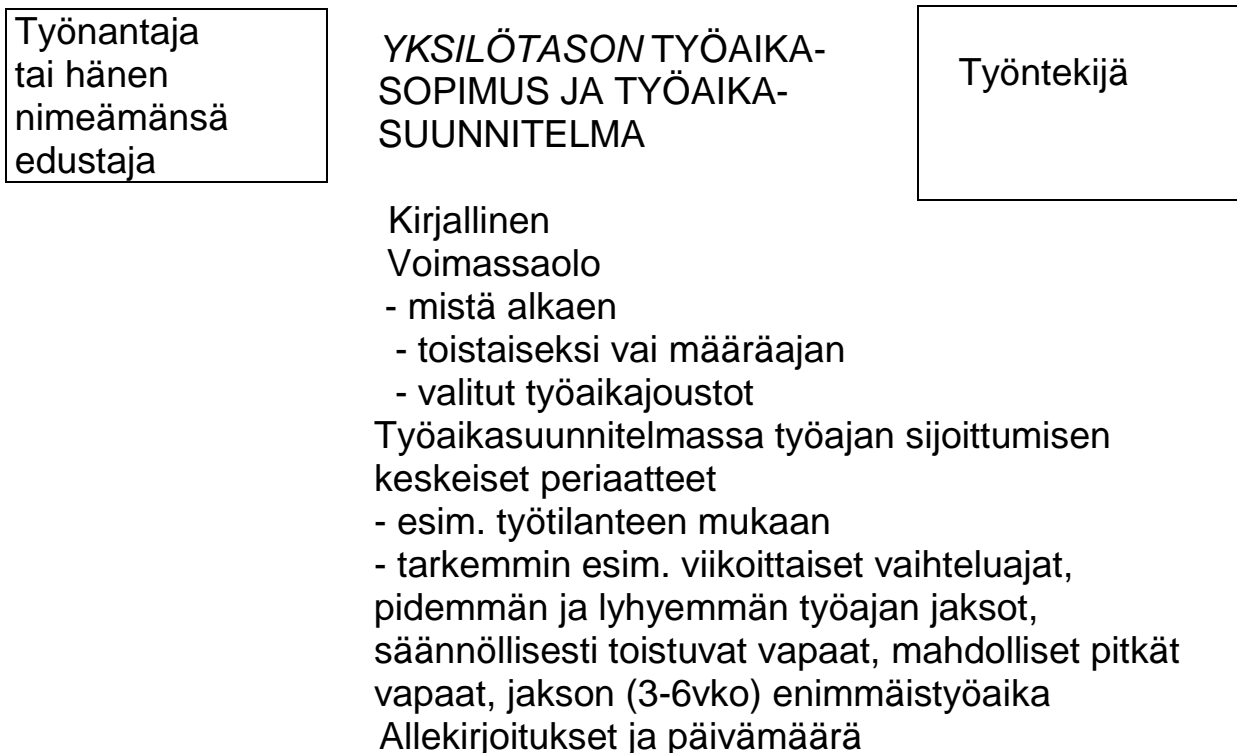 Työnantaja
tai hänen
nimeämänsä
edustaja
YKSILÖTASON TYÖAIKA-
SOPIMUS JA TYÖAIKA-
SUUNNITELMA
Työntekijä
Kirjallinen
Voimassaolo
- mistä alkaen
- toistaiseksi vai määräajan
- valitut työaikajoustot
Työaikasuunnitelmassa työajan sijoittumisen
keskeiset periaatteet
- esim. työtilanteen mukaan
- tarkemmin esim. viikoittaiset vaihteluajat,
pidemmän ja lyhyemmän työajan jaksot,
säännöllisesti toistuvat vapaat, mahdolliset pitkät
vapaat, jakson (3-6vko) enimmäistyöaika
Allekirjoitukset ja päivämäärä